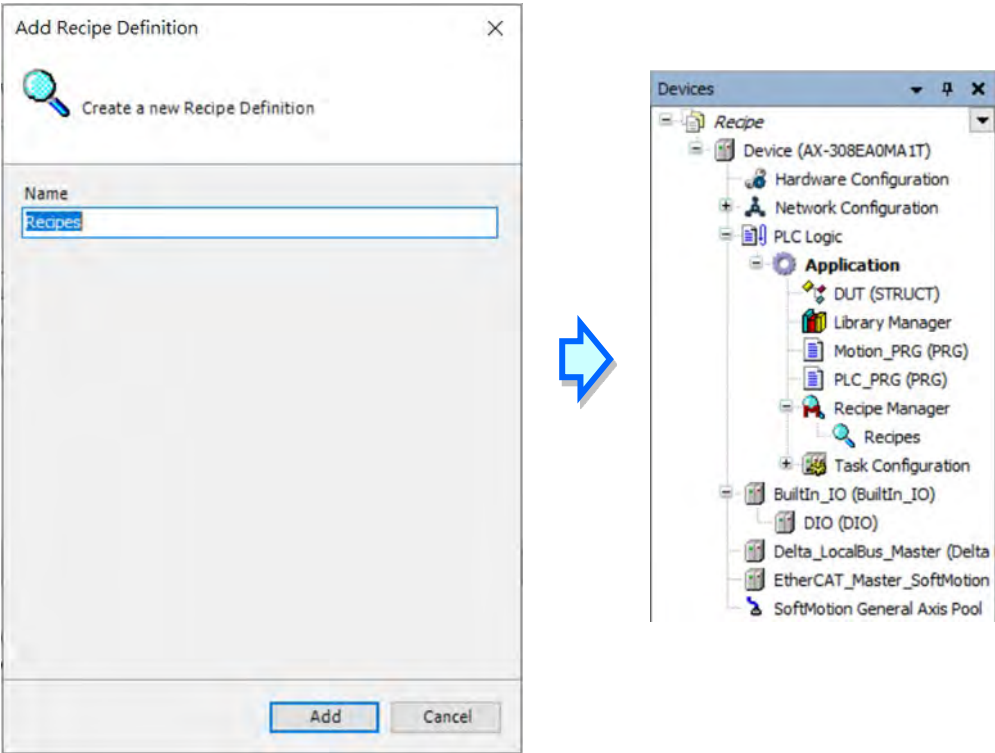 Add Recipe Definition
Create a new Recipe Definition
Name
Recipes
Add
Cancel
Devices
Recipe
Device (AX-308EA0MA1T)
Hardware Configuration
Network Configuration
PLC Logic
Application
DUT (STRUCT)
Library Manager
Motion_PRG (PRG)
PLC_PRG (PRG)
Recipe Manager
Recipes
Task Configuration
BuiltIn_IO (BuiltIn_IO)
DIO (DIO)
Delta_LocalBus_Master (Delta
EtherCAT_Master_SoftMotion
SoftMotion General Axis Pool